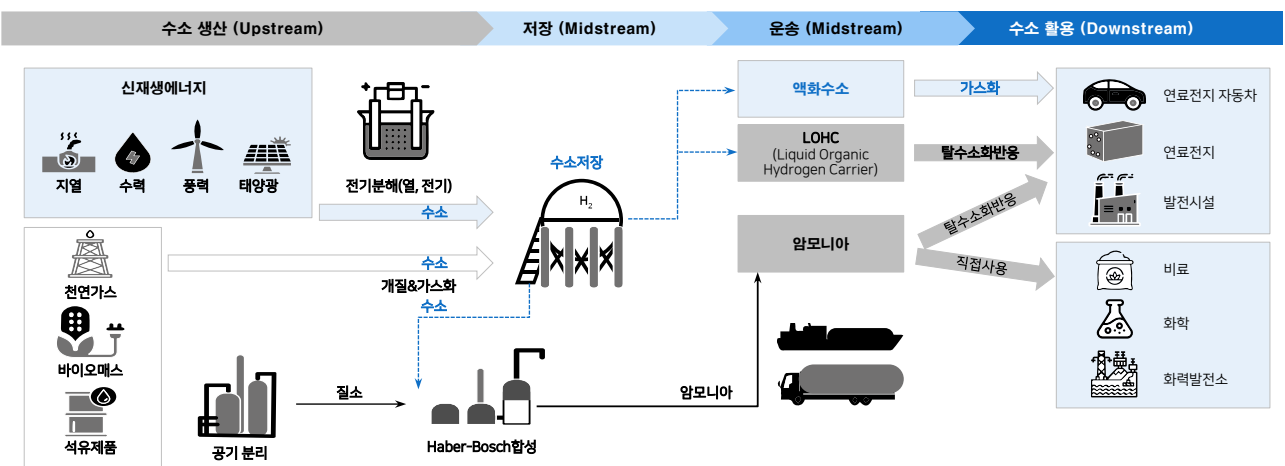 수소 생산 (Upstream)
저장 (Midstream)
운송 (Midstream)
수소 활용 (Downstream)
신재생에너지
지열
수력
풍력
태양광
전기분해(열, 전기)
수소
천연가스
바이오매스
석유제품
수소
개질&가스화
수소
수소저장
H₂
공기 분리
질소
Haber-Bosch합성
암모니아
액화수소
LOHC
(Liquid Organic
Hydrogen Carrier)
암모니아
가스화
탈수소화반응
탈수소화반응
직접사용
연료전지 자동차
연료전지
발전시설
비료
화학
화력발전소